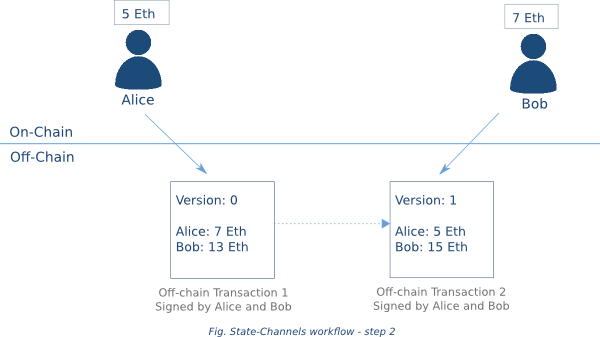 5 Eth
7 Eth
Alice
Bob
On-Chain
Off-Chain
Version: 0
Alice: 7 Eth
Bob: 13 Eth
Version: 1
Alice: 5 Eth
Bob: 15 Eth
Off-chain Transaction 1
Signed by Alice and Bob
Off-chain Transaction 2
Signed by Alice and Bob
Fig. State-Channels workflow - step 2